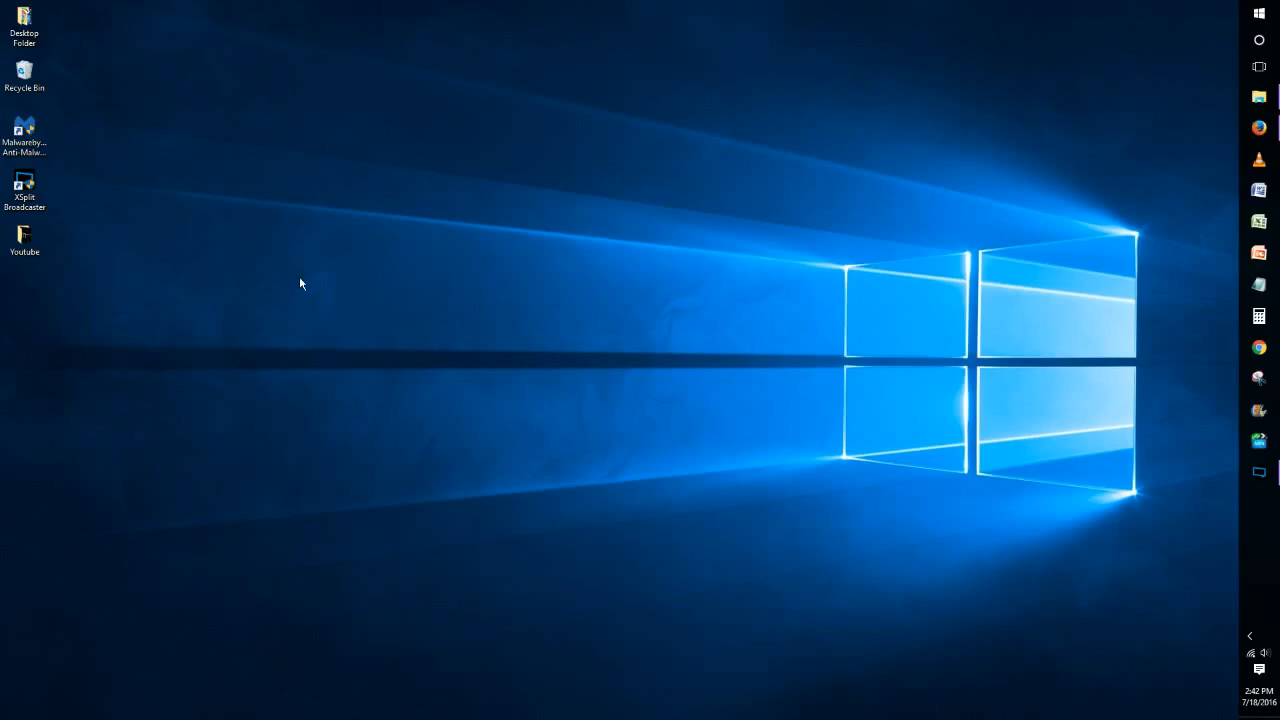 Desktop
Folder
Recycle Bin
Malwareby...
Anti-Malw...
XSplit
Broadcaster
Youtube
2:42 PM
7/18/2016